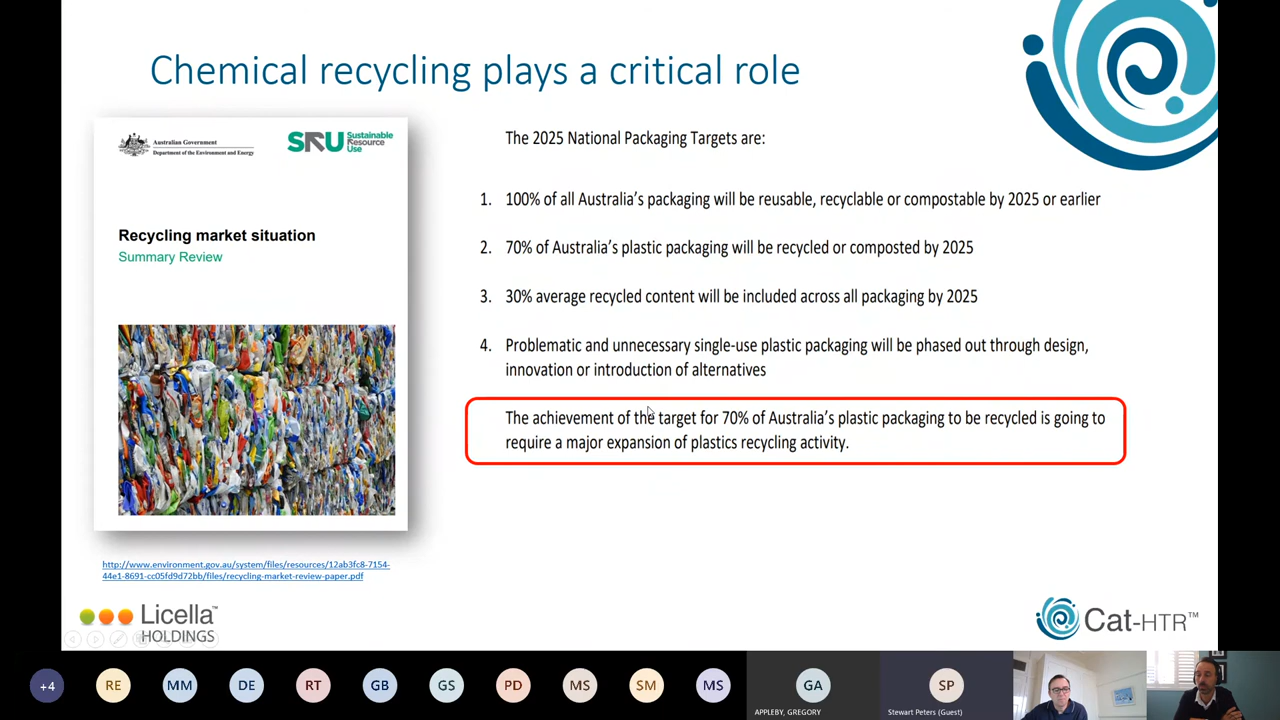 Chemical recycling plays a critical role
Australian Government
Department of the Environment and Energy
SRU Sustainable
Resource
Use
Recycling market situation
Summary Review
http://www.environment.gov.au/system/files/resources/12ab3fc8-7154-
44e1-8691-cc05fd9d72bb/files/recycling-market-review-paper.pdf
The 2025 National Packaging Targets are:
1. 100% of all Australia's packaging will be reusable, recyclable or compostable by 2025 or earlier
2. 70% of Australia's plastic packaging will be recycled or composted by 2025
3. 30% average recycled content will be included across all packaging by 2025
4. Problematic and unnecessary single-use plastic packaging will be phased out through design,
innovation or introduction of alternatives
The achievement of the target for 70% of Australia's plastic packaging to be recycled is going to
require a major expansion of plastics recycling activity.
Licella™
HOLDINGS
Cat-HTR™
+4 RE MM DE RT GB GS PD MS SM MS GA SP
APPLEBY, GREGORY
Stewart Peters (Guest)